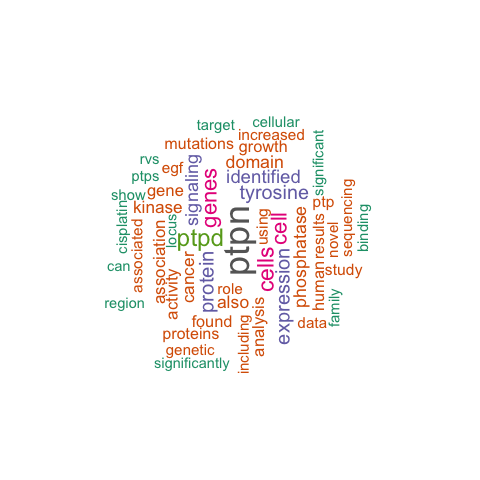 target
cellular
mutations
increased
growth
rvs
egf
signaling
domain
significant
ptps
identified
show
gene
genes
tyrosine
kinase
cisplatin
locus
ptpd
ptpn
using
cell
phosphatase
ptp
results
novel
sequencing
binding
associated
association
can
activity
cancer
protein
cells
expression
human
study
region
role
also
family
found
data
proteins
including
analysis
genetic
significantly